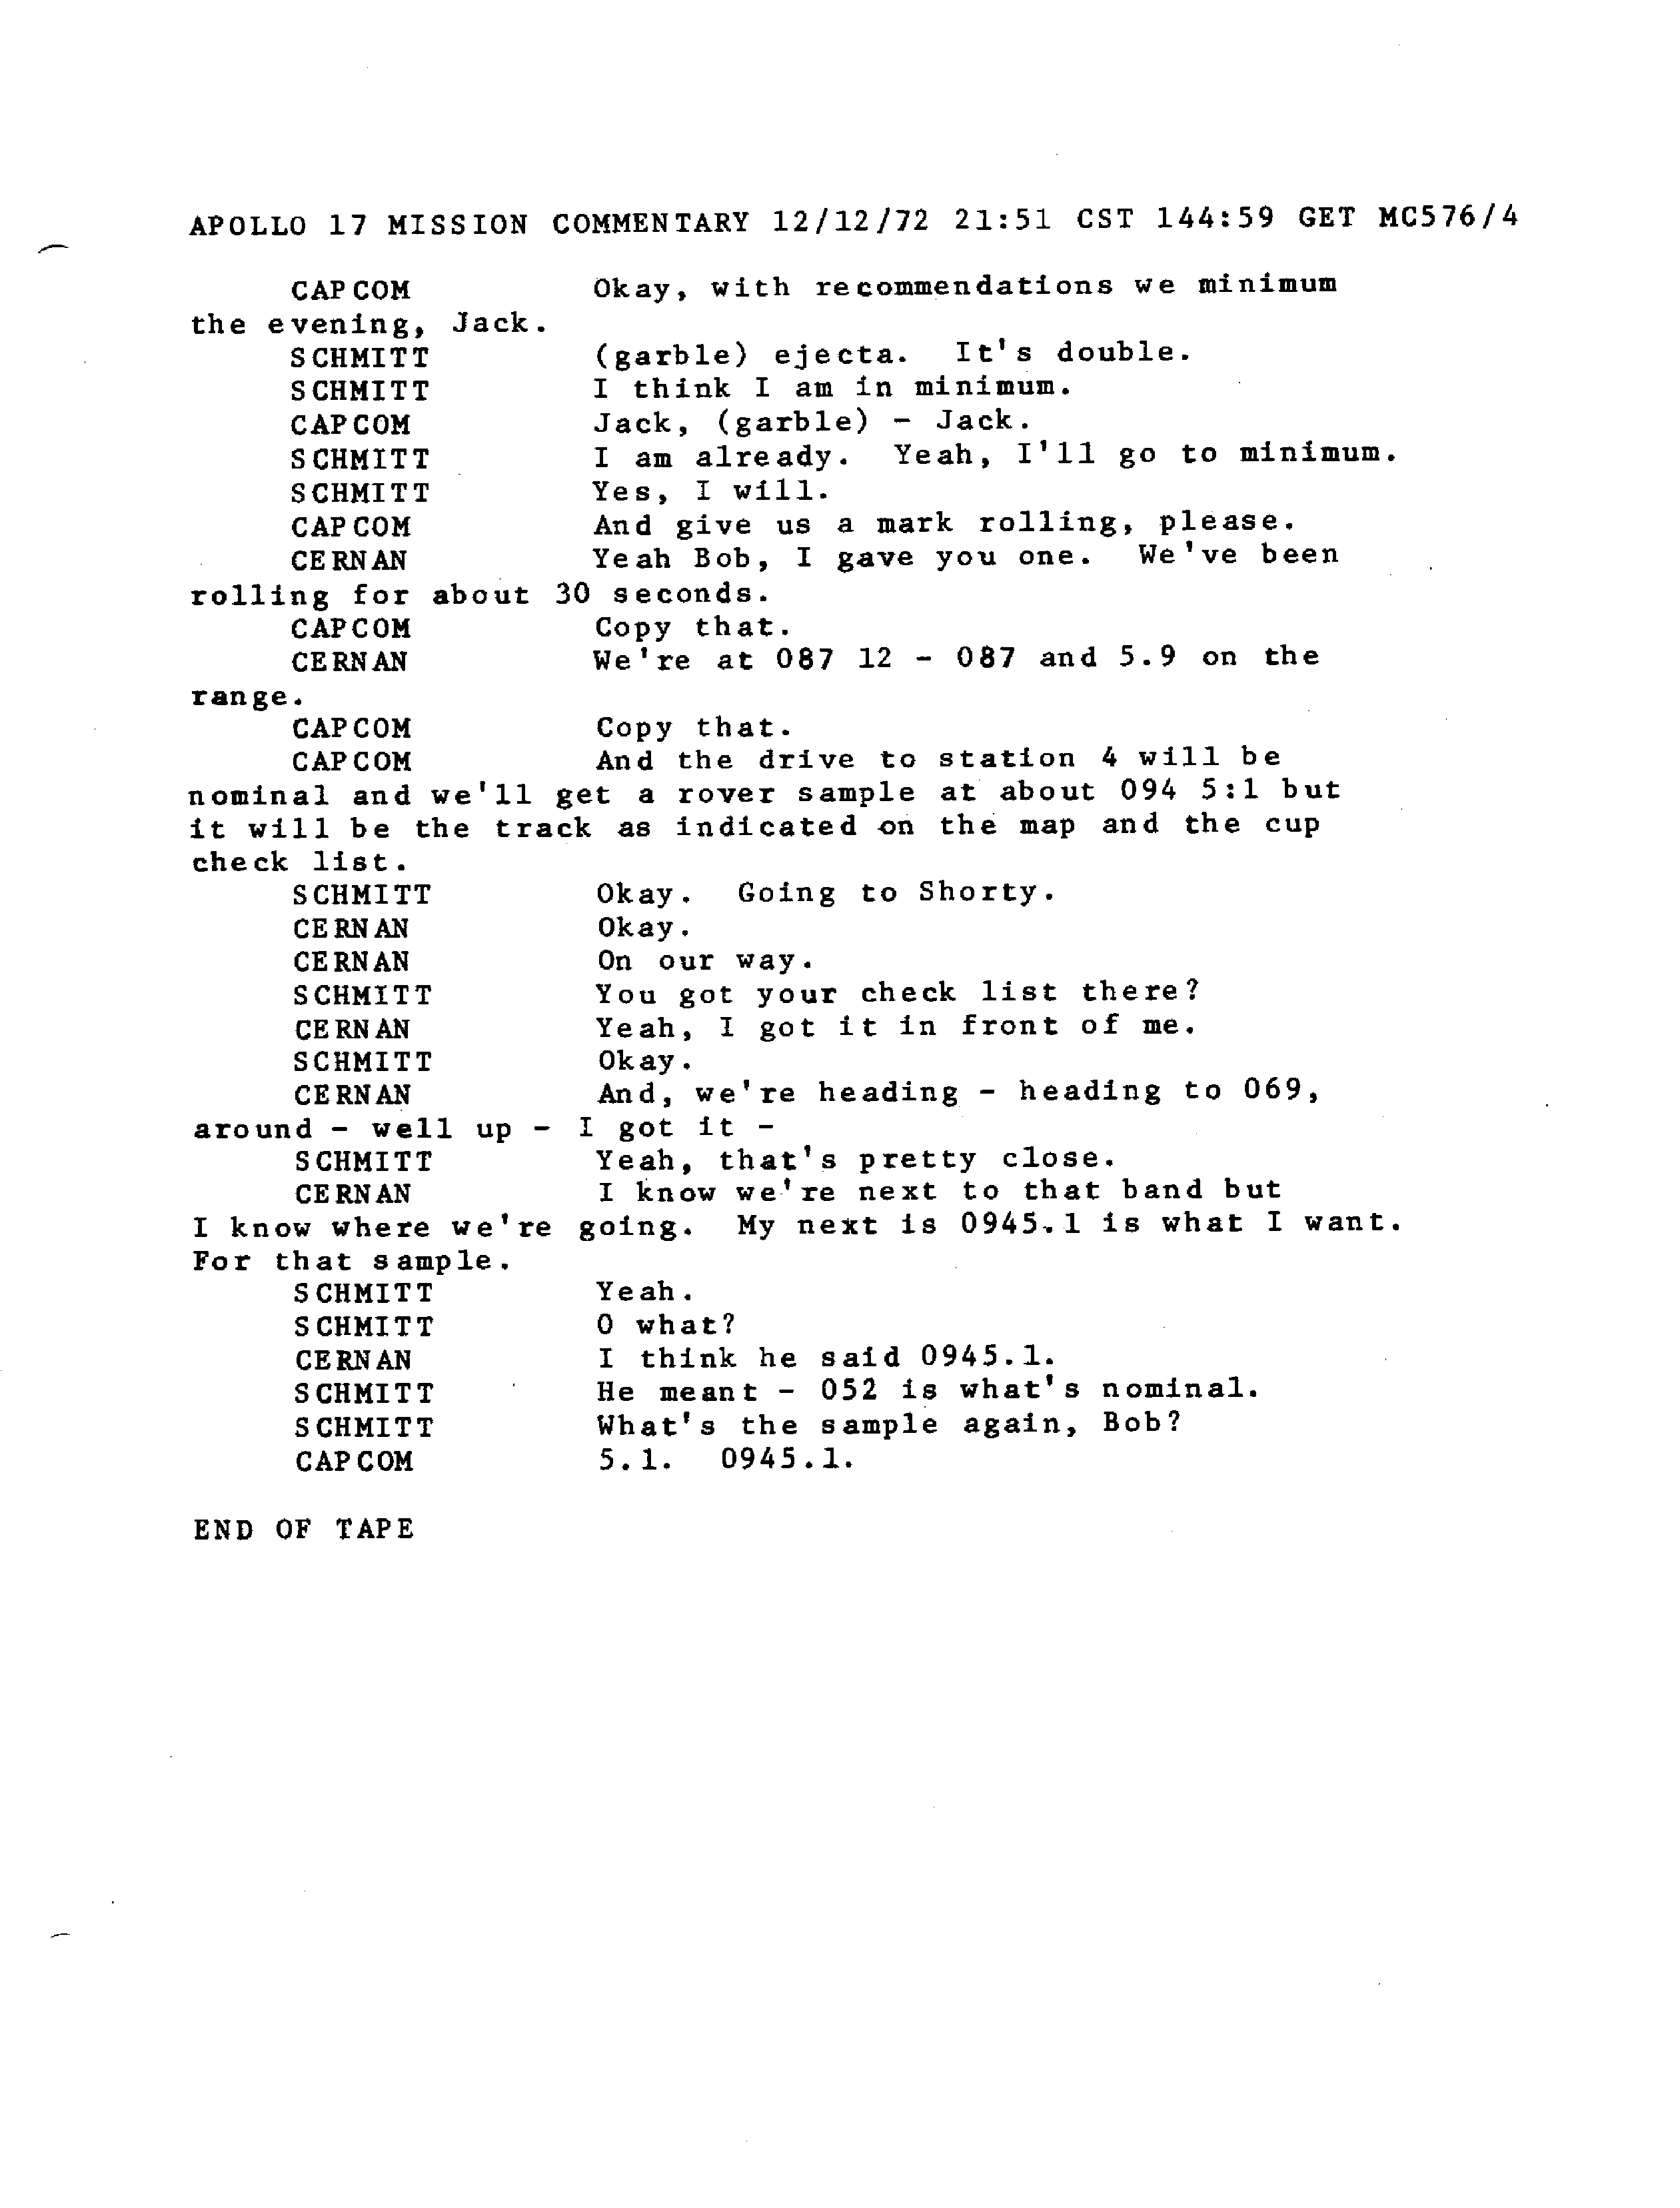 APOLLO 17 MISSION COMMENTARY 12/12/72 21:51 CST 144:59 GET MC576/4
CAPCOM Okay, with recommendations we minimum
the evening, Jack.
SCHMITT (garble) ejecta. It's double.
SCHMITT I think I am in minimum.
CAPCOM Jack, (garble) - Jack.
SCHMITT I am already. Yeah, I'll go to minimum.
SCHMITT Yes, I will.
CAPCOM And give us a mark rolling, please.
CERNAN Yeah Bob, I gave you one. We've been
rolling for about 30 seconds.
CAPCOM Copy that.
CERNAN We're at 087 12 - 087 and 5.9 on the
range.
CAPCOM Copy that.
CAPCOM And the drive to station 4 will be
nominal and we'll get a rover sample at about 094 5:1 but
it will be the track as indicated on the map and the cup
check list.
SCHMITT Okay. Going to Shorty.
CERNAN Okay.
CERNAN On our way.
SCHMITT You got your check list there?
CERNAN Yeah, I got it in front of me.
SCHMITT Okay.
CERNAN And, we're heading - heading to 069,
around - well up - I got it -
SCHMITT Yeah, that's pretty close.
CERNAN I know we're next to that band but
I know where we're going. My next is 0945.1 is what I want.
For that sample.
SCHMITT Yeah.
SCHMITT O what?
CERNAN I think he said 0945.1.
SCHMITT He meant - 052 is what's nominal.
SCHMITT What's the sample again, Bob?
CAPCOM 5.1. 0945.1.
END OF TAPE